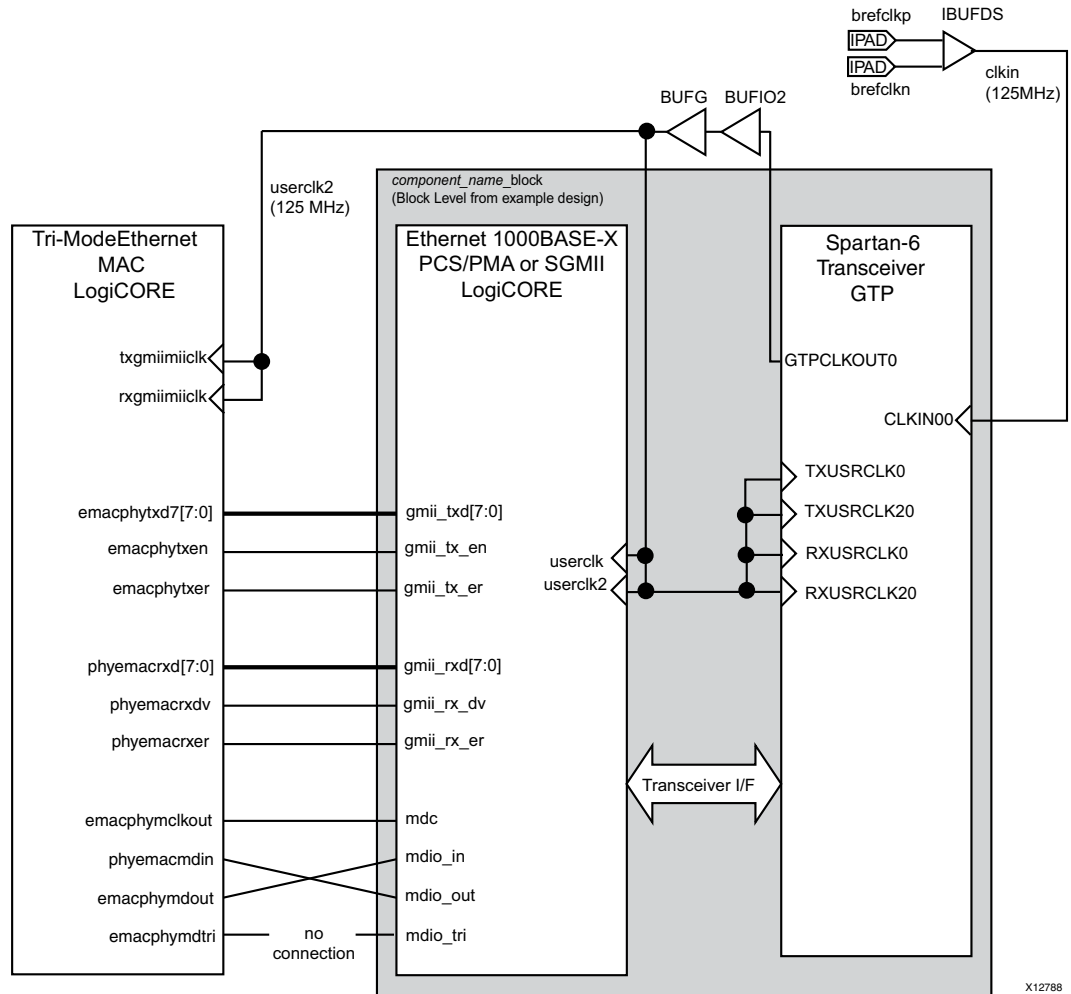 brefclkp
IBUFDS
IPAD
IPAD
brefclkn
clkin
(125MHz)
BUFG
BUFIO2
userclk2
(125 MHz)
component_name_block
(Block Level from example design)
Tri-ModeEthernet
MAC
LogiCORE
Ethernet 1000BASE-X
PCS/PMA or SGMII
LogiCORE
Spartan-6
Transceiver
GTP
txgmiimiiclk
rxgmiimiiclk
GTPCLKOUT0
CLKIN00
TXUSRCLK0
TXUSRCLK20
RXUSRCLK0
RXUSRCLK20
userclk
userclk2
emacphytxd7[7:0]
gmii_txd[7:0]
emacphytxen
gmii_tx_en
emacphytxer
gmii_tx_er
phyemacrxd[7:0]
gmii_rxd[7:0]
phyemacrxdv
gmii_rx_dv
phyemacrxer
gmii_rx_er
Transceiver I/F
emacphymclkout
mdc
phyemacmdin
mdio_in
emacphymdout
mdio_out
emacphymdtri
no
connection
mdio_tri
X12788